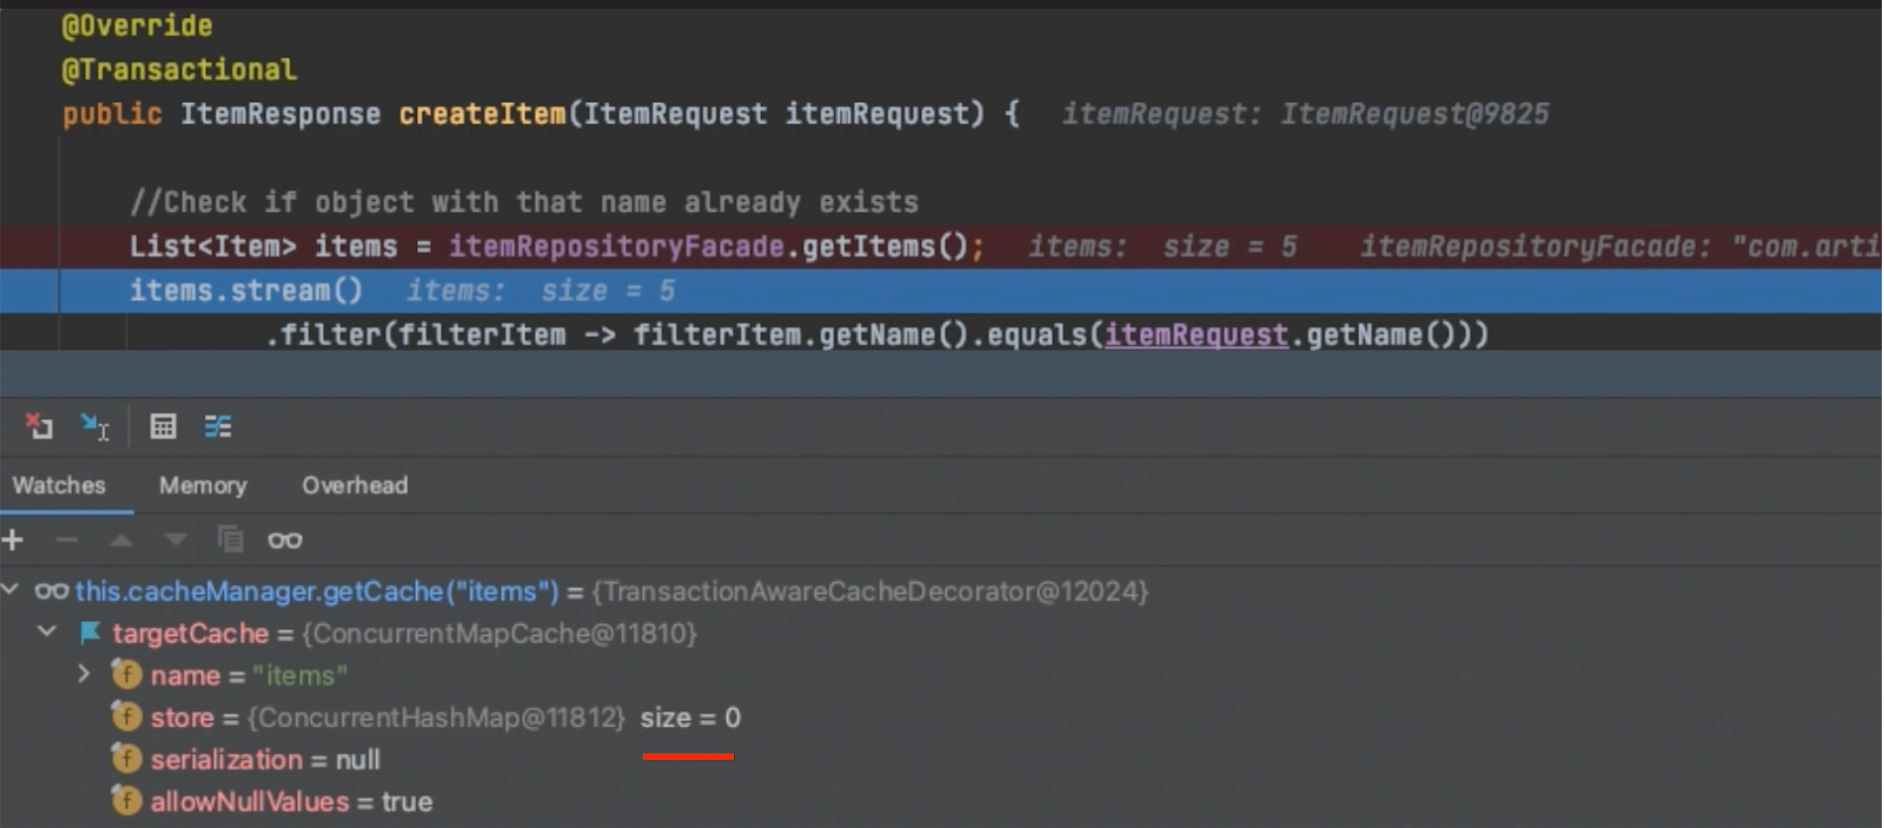 @Override
@Transactional
public ItemResponse createItem(ItemRequest itemRequest) {   itemRequest: ItemRequest@9825
//Check if object with that name already exists
List<Item> items = itemRepositoryFacade.getItems();   items:  size = 5   itemRepositoryFacade: "com.arti
items.stream()   items:  size = 5
.filter(filterItem -> filterItem.getName().equals(itemRequest.getName()))
Watches   Memory   Overhead
this.cacheManager.getCache("items") = {TransactionAwareCacheDecorator@12024}
targetCache = {ConcurrentMapCache@11810}
f name = "items"
f store = {ConcurrentHashMap@11812}  size = 0
f serialization = null
f allowNullValues = true